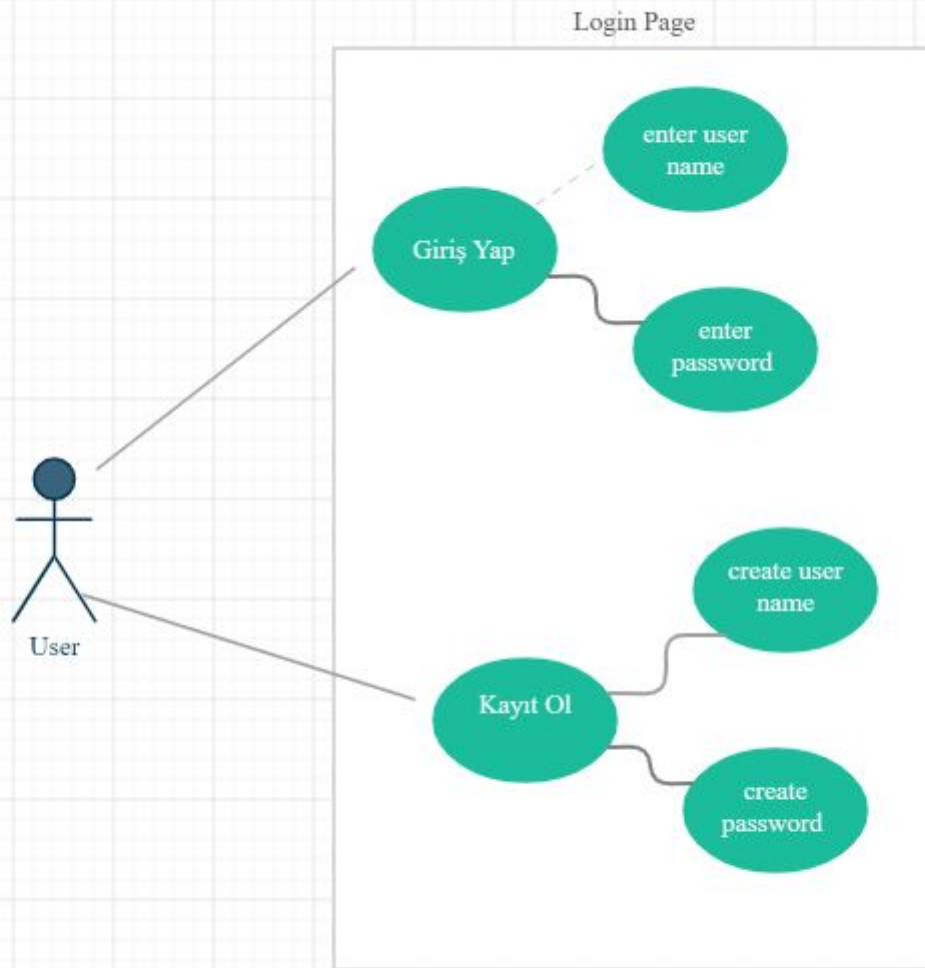 Login Page
enter user
name
Giriş Yap
enter
password
User
create user
name
Kayıt Ol
create
password